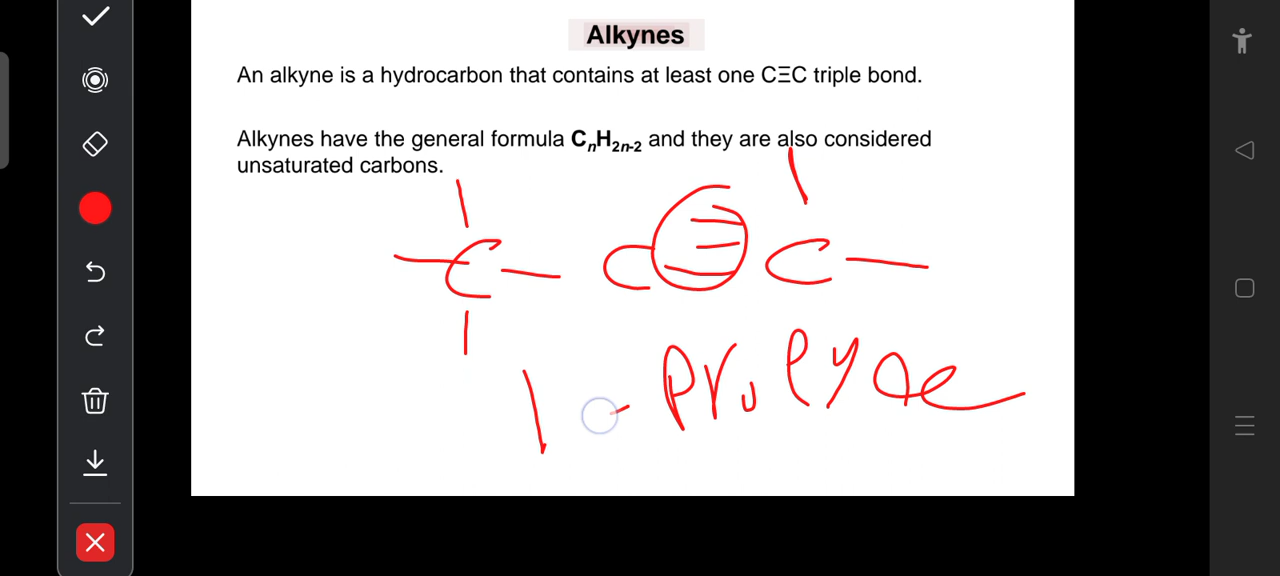 Alkynes
An alkyne is a hydrocarbon that contains at least one CΞC triple bond.
Alkynes have the general formula CnH2n-2 and they are also considered
unsaturated carbons.
C C C
1 -